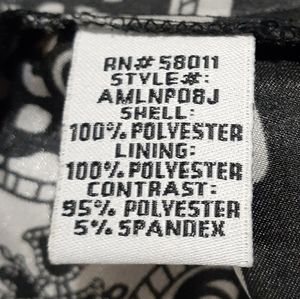 RN# 58011
STYLE#:
AMLNP08J
SHELL:
100% POLYESTER
LINING:
100% POLYESTER
CONTRAST:
95% POLYESTER
5% SPANDEX